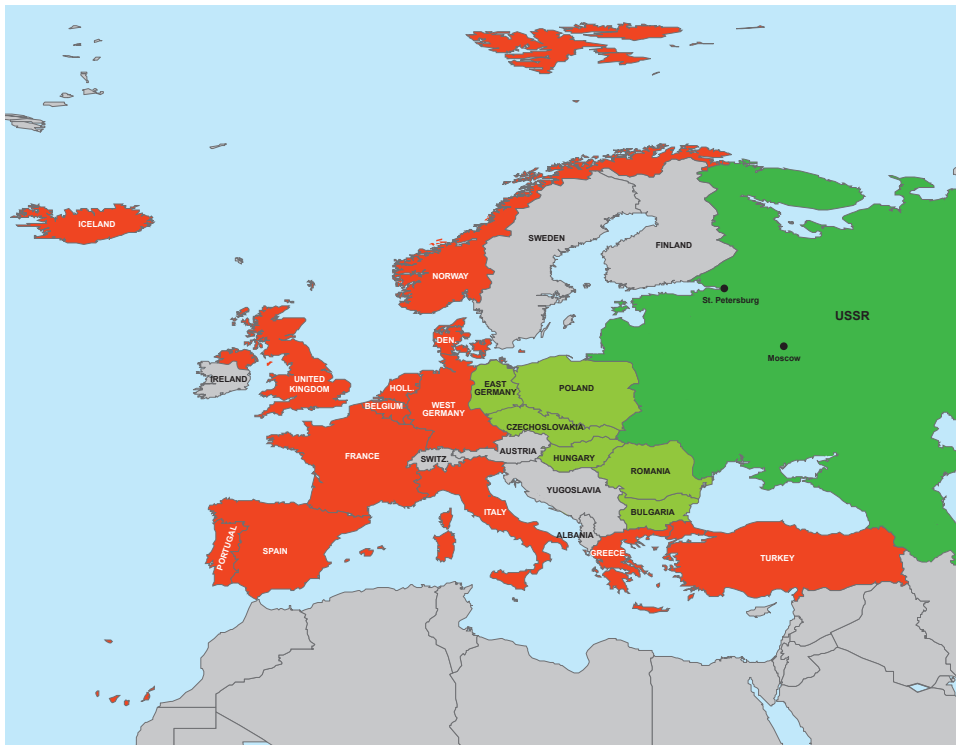 ICELAND
SWEDEN
FINLAND
NORWAY
St. Petersburg
USSR
DEN.
Moscow
IRELAND
UNITED
KINGDOM
HOLL.
EAST
GERMANY
POLAND
BELGIUM
WEST
GERMANY
CZECHOSLOVAKIA
FRANCE
SWITZ.
AUSTRIA
HUNGARY
ROMANIA
YUGOSLAVIA
ITALY
BULGARIA
PORTUGAL
SPAIN
ALBANIA
GREECE
TURKEY